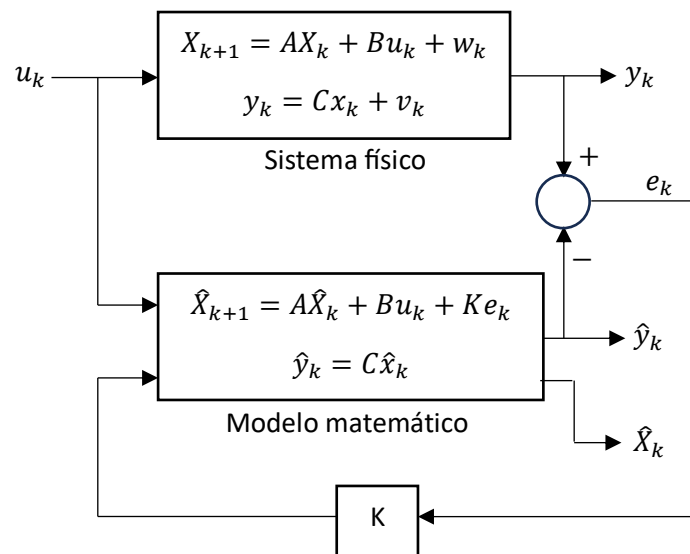 X_{k+1} = AX_k + Bu_k + w_k
u_k
y_k
y_k = Cx_k + v_k
Sistema físico
+
e_k
−
X̂_{k+1} = AX̂_k + Bu_k + Ke_k
ŷ_k
ŷ_k = Cx̂_k
Modelo matemático
X̂_k
K